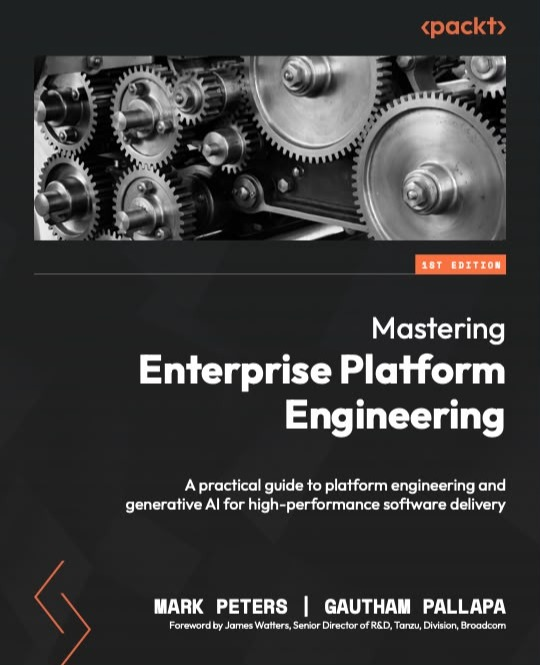 <packt>
1ST EDITION
Mastering
Enterprise Platform
Engineering
A practical guide to platform engineering and
generative AI for high-performance software delivery
MARK PETERS | GAUTHAM PALLAPA
Foreword by James Watters, Senior Director of R&D, Tanzu, Division, Broadcom